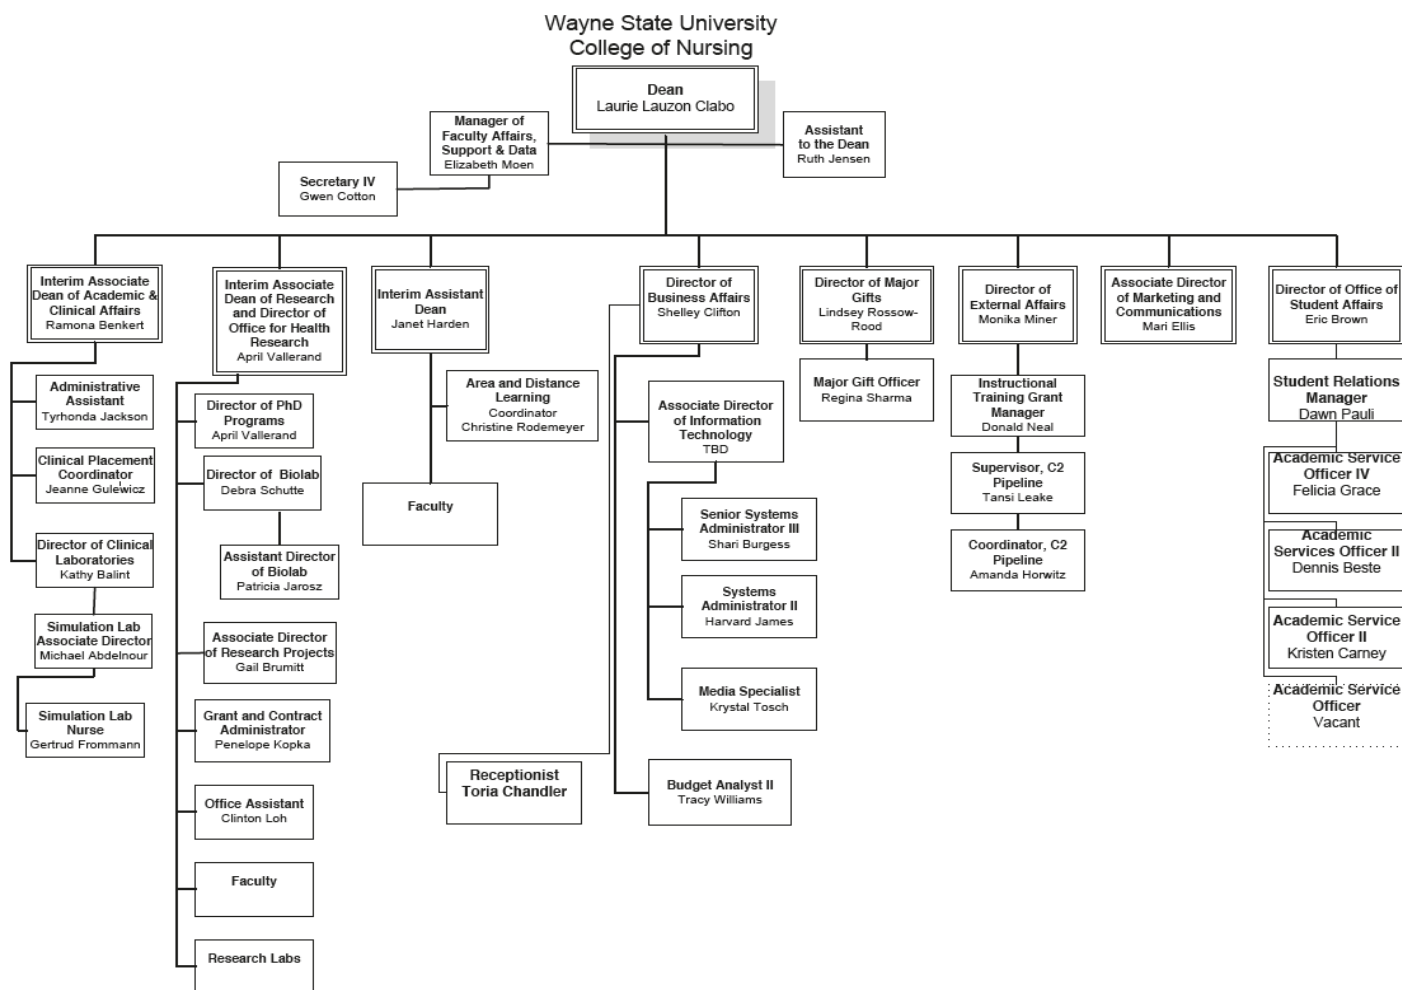 Wayne State University
College of Nursing
Dean
Laurie Lauzon Clabo
Manager of
Faculty Affairs,
Support & Data
Elizabeth Moen
Assistant
to the Dean
Ruth Jensen
Secretary IV
Gwen Cotton
Interim Associate
Dean of Academic &
Clinical Affairs
Ramona Benkert
Administrative
Assistant
Tyrhonda Jackson
Clinical Placement
Coordinator
Jeanne Gulewicz
Director of Clinical
Laboratories
Kathy Balint
Simulation Lab
Associate Director
Michael Abdelnour
Simulation Lab
Nurse
Gertrud Frommann
Interim Associate
Dean of Research
and Director of
Office for Health
Research
April Vallerand
Director of PhD
Programs
April Vallerand
Director of Biolab
Debra Schutte
Assistant Director
of Biolab
Patricia Jarosz
Associate Director
of Research Projects
Gail Brumitt
Grant and Contract
Administrator
Penelope Kopka
Office Assistant
Clinton Loh
Faculty
Research Labs
Interim Assistant
Dean
Janet Harden
Area and Distance
Learning
Coordinator
Christine Rodemeyer
Faculty
Director of
Business Affairs
Shelley Clifton
Associate Director
of Information
Technology
TBD
Senior Systems
Administrator III
Shari Burgess
Systems
Administrator II
Harvard James
Media Specialist
Krystal Tosch
Receptionist
Toria Chandler
Budget Analyst II
Tracy Williams
Director of Major
Gifts
Lindsey Rossow-
Rood
Major Gift Officer
Regina Sharma
Director of
External Affairs
Monika Miner
Instructional
Training Grant
Manager
Donald Neal
Supervisor, C2
Pipeline
Tansi Leake
Coordinator, C2
Pipeline
Amanda Horwitz
Associate Director
of Marketing and
Communications
Mari Ellis
Director of Office of
Student Affairs
Eric Brown
Student Relations
Manager
Dawn Pauli
Academic Service
Officer IV
Felicia Grace
Academic
Services Officer II
Dennis Beste
Academic Service
Officer II
Kristen Carney
Academic Service
Officer
Vacant